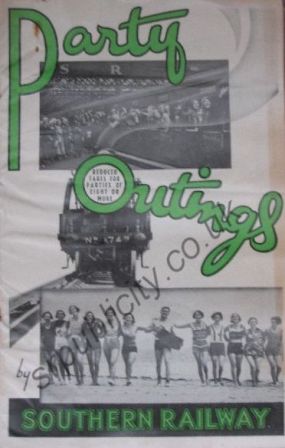 Party
S R
Outings
REDUCED
FARES FOR
PARTIES OF
EIGHT OR
MORE
by
SOUTHERN RAILWAY